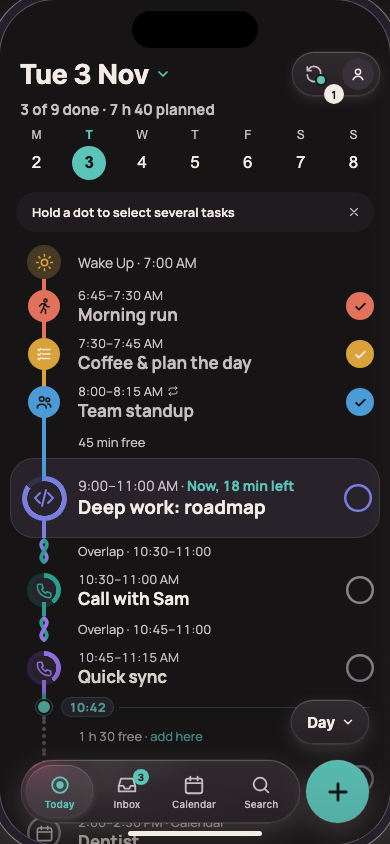 Tue 3 Nov
1
3 of 9 done · 7 h 40 planned
M T W T F S S
2 3 4 5 6 7 8
Hold a dot to select several tasks
Wake Up · 7:00 AM
6:45–7:30 AM
Morning run
7:30–7:45 AM
Coffee & plan the day
8:00–8:15 AM
Team standup
45 min free
9:00–11:00 AM · Now, 18 min left
Deep work: roadmap
Overlap · 10:30–11:00
10:30–11:00 AM
Call with Sam
Overlap · 10:45–11:00
10:45–11:15 AM
Quick sync
10:42
Day
1 h 30 free · add here
3
Today Inbox Calendar Search
2:00–2:30 PM · Calendar
Dentist